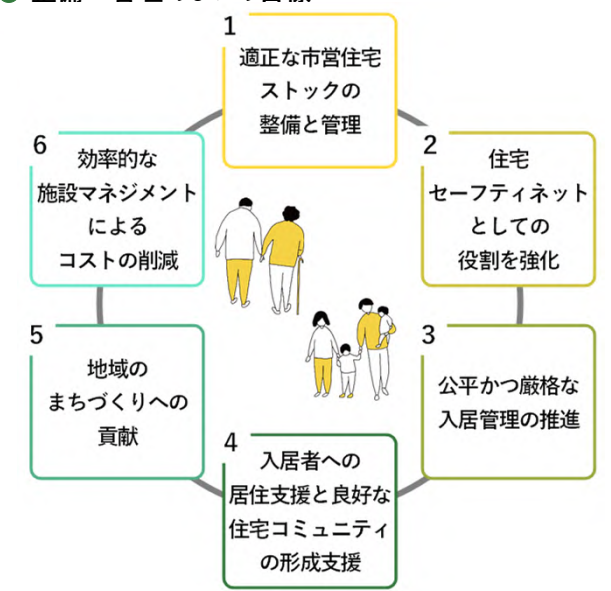 1
適正な市営住宅
ストックの
整備と管理
2
住宅
セーフティネット
としての
役割を強化
3
公平かつ厳格な
入居管理の推進
4
入居者への
居住支援と良好な
住宅コミュニティ
の形成支援
5
地域の
まちづくりへの
貢献
6
効率的な
施設マネジメント
による
コストの削減